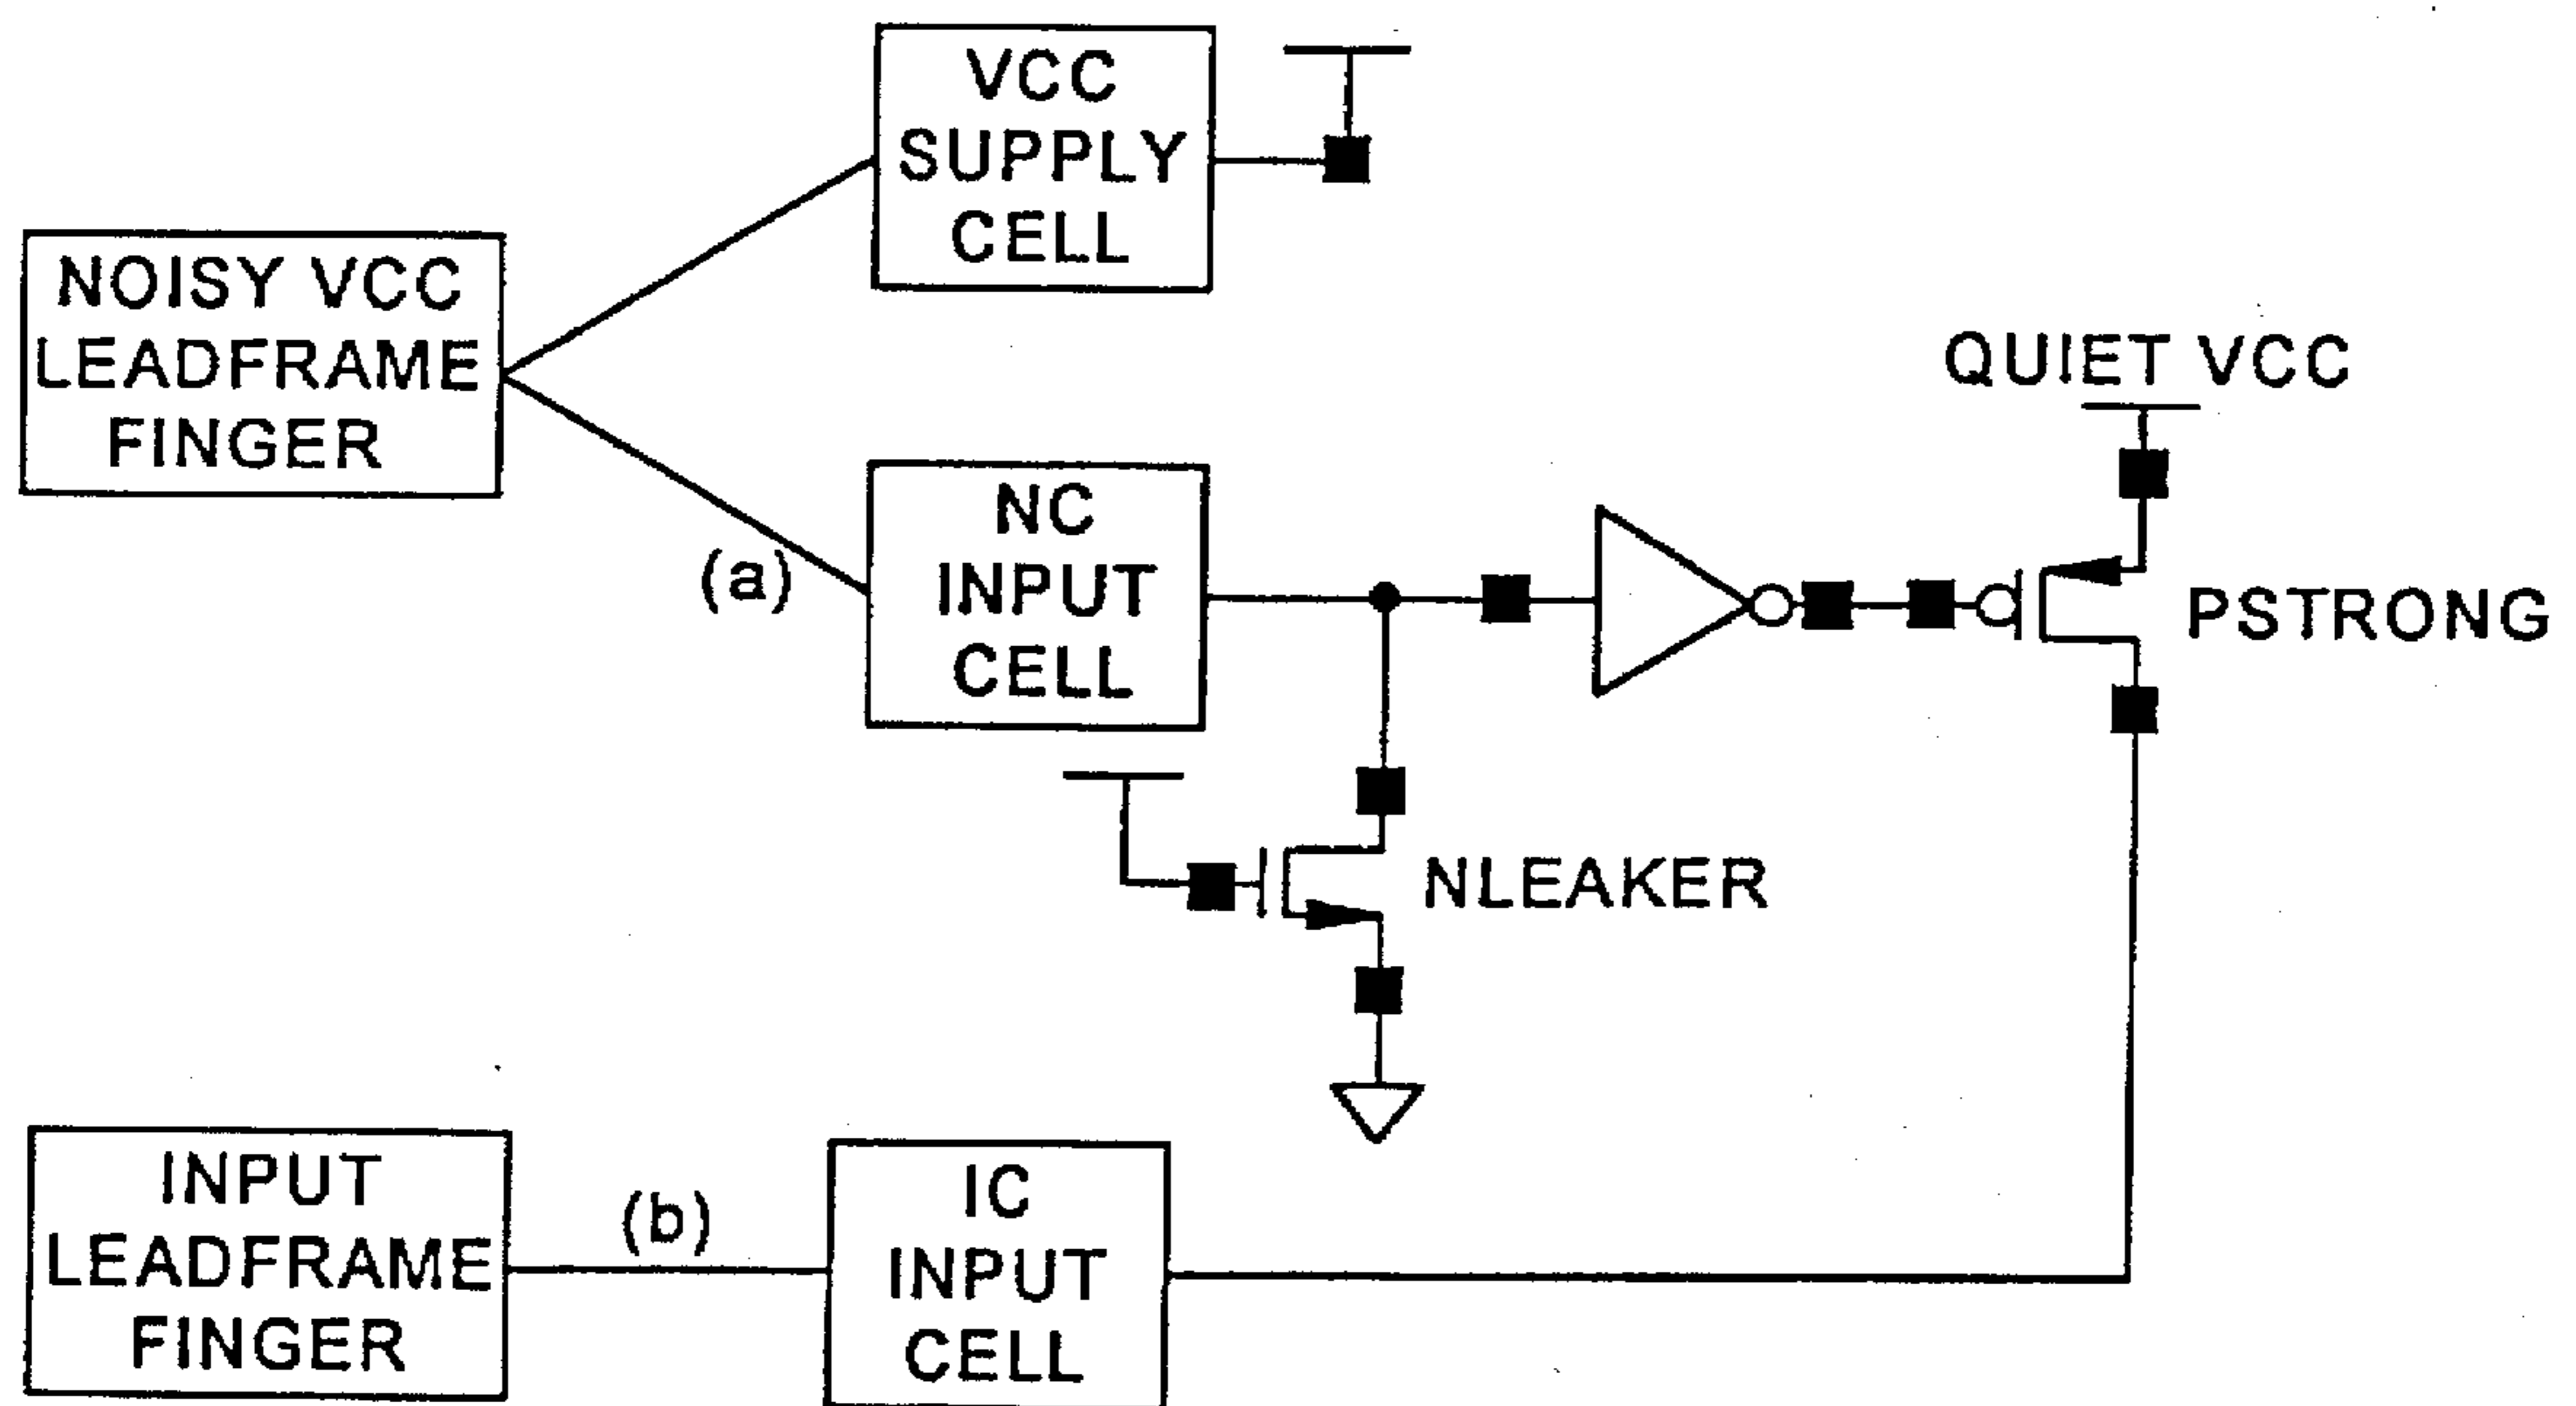 VCC
SUPPLY
CELL
NOISY VCC
LEADFRAME
FINGER
QUIET VCC
NC
INPUT
CELL
(a)
PSTRONG
NLEAKER
INPUT
LEADFRAME
FINGER
(b)
IC
INPUT
CELL